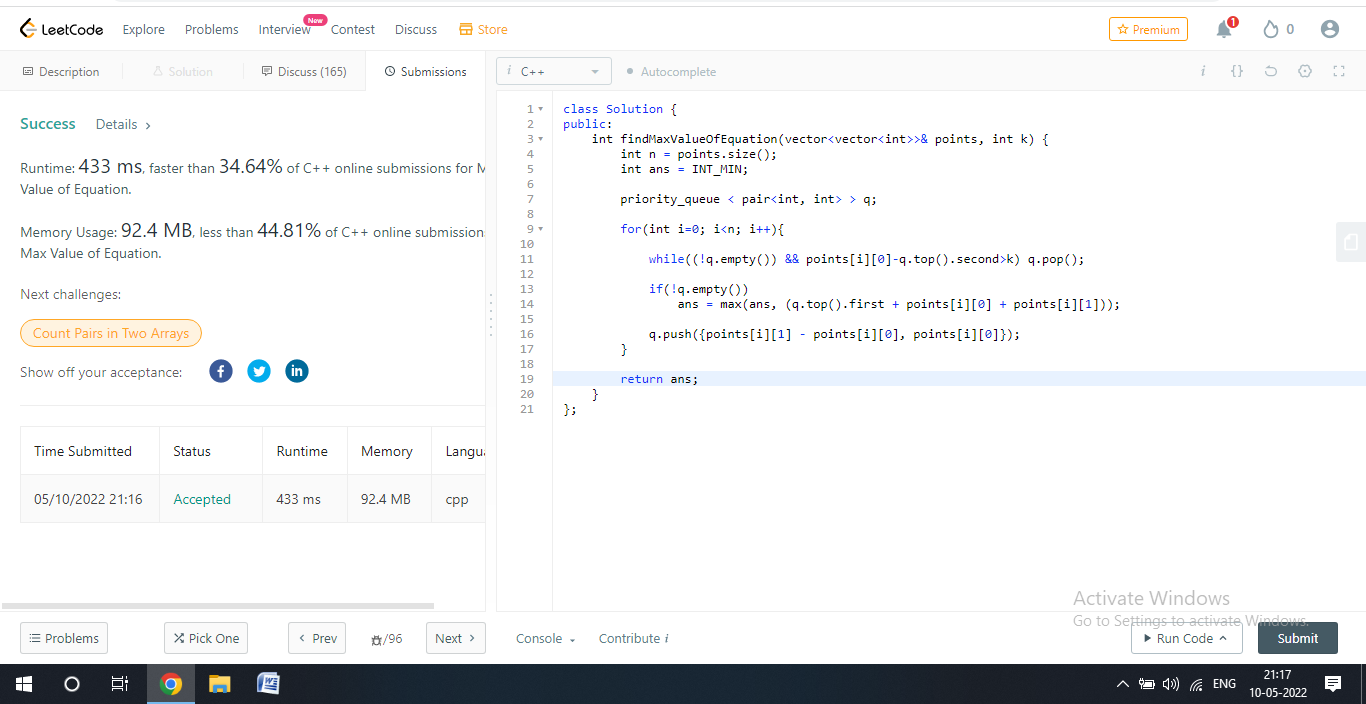 LeetCode Explore Problems Interview New Contest Discuss Store Premium 1 0
Description Solution Discuss (165) Submissions i C++ Autocomplete i {}
Success Details >
Runtime: 433 ms, faster than 34.64% of C++ online submissions for M
Value of Equation.
Memory Usage: 92.4 MB, less than 44.81% of C++ online submission
Max Value of Equation.
Next challenges:
Count Pairs in Two Arrays
Show off your acceptance:
Time Submitted Status Runtime Memory Langu
05/10/2022 21:16 Accepted 433 ms 92.4 MB cpp
1 class Solution {
2 public:
3 int findMaxValueOfEquation(vector<vector<int>>& points, int k) {
4 int n = points.size();
5 int ans = INT_MIN;
6
7 priority_queue < pair<int, int> > q;
8
9 for(int i=0; i<n; i++){
10
11 while((!q.empty()) && points[i][0]-q.top().second>k) q.pop();
12
13 if(!q.empty())
14 ans = max(ans, (q.top().first + points[i][0] + points[i][1]));
15
16 q.push({points[i][1] - points[i][0], points[i][0]});
17 }
18
19 return ans;
20 }
21 };
Activate Windows
Go to Settings to activate Windows.
Problems Pick One < Prev /96 Next > Console Contribute i Run Code Submit
ENG 21:17
10-05-2022